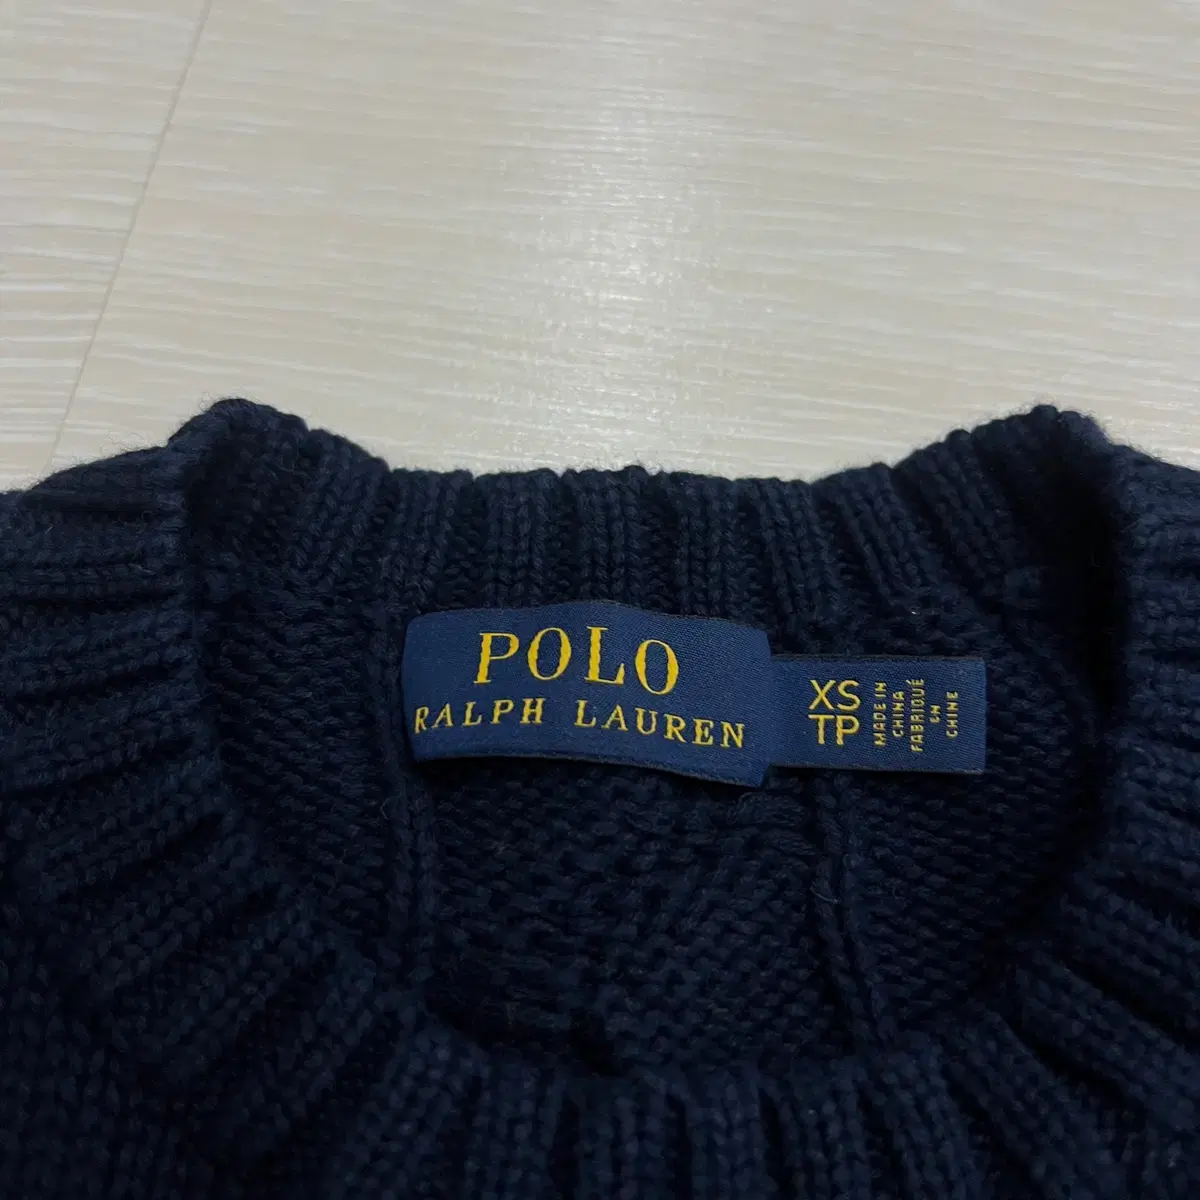 POLO
RALPH LAUREN
XS
TP
MADE IN
CHINA
FABRIQUÉ
EN
CHINE